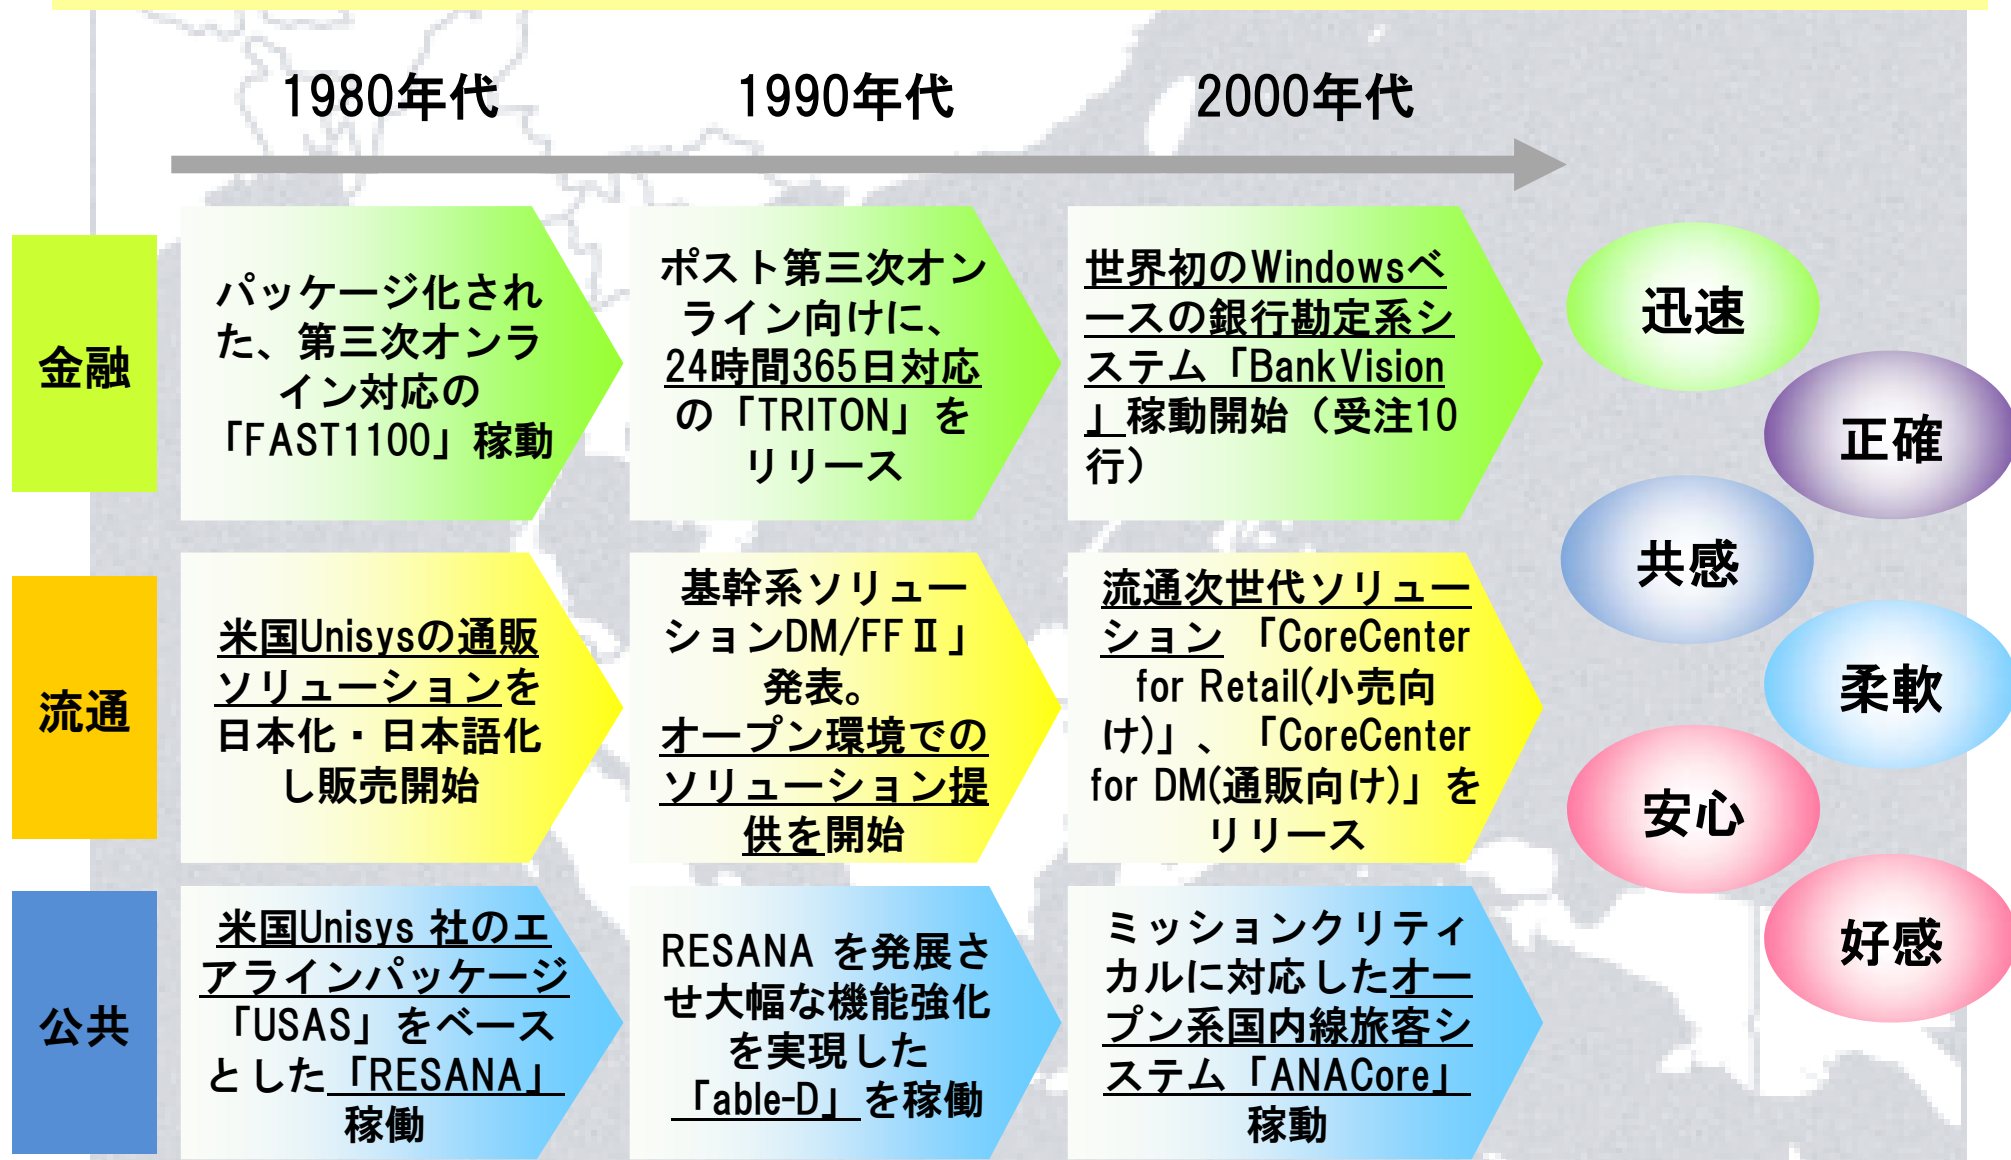 1980年代
1990年代
2000年代
金融
パッケージ化され
た、第三次オンラ
イン対応の
「FAST1100」稼動
ポスト第三次オン
ライン向けに、
24時間365日対応
の「TRITON」を
リリース
世界初のWindowsベ
ースの銀行勘定系シ
ステム「BankVision
」稼動開始（受注10
行）
流通
米国Unisysの通販
ソリューションを
日本化・日本語化
し販売開始
基幹系ソリュー
ションDM/FFⅡ」
発表。
オープン環境での
ソリューション提
供を開始
流通次世代ソリュー
ション「CoreCenter
for Retail(小売向
け)」、「CoreCenter
for DM(通販向け)」を
リリース
公共
米国Unisys 社のエ
アラインパッケージ
「USAS」をベース
とした「RESANA」
稼働
RESANA を発展さ
せ大幅な機能強化
を実現した
「able-D」を稼働
ミッションクリティ
カルに対応したオー
プン系国内線旅客シ
ステム「ANACore」
稼動
迅速
正確
共感
柔軟
安心
好感